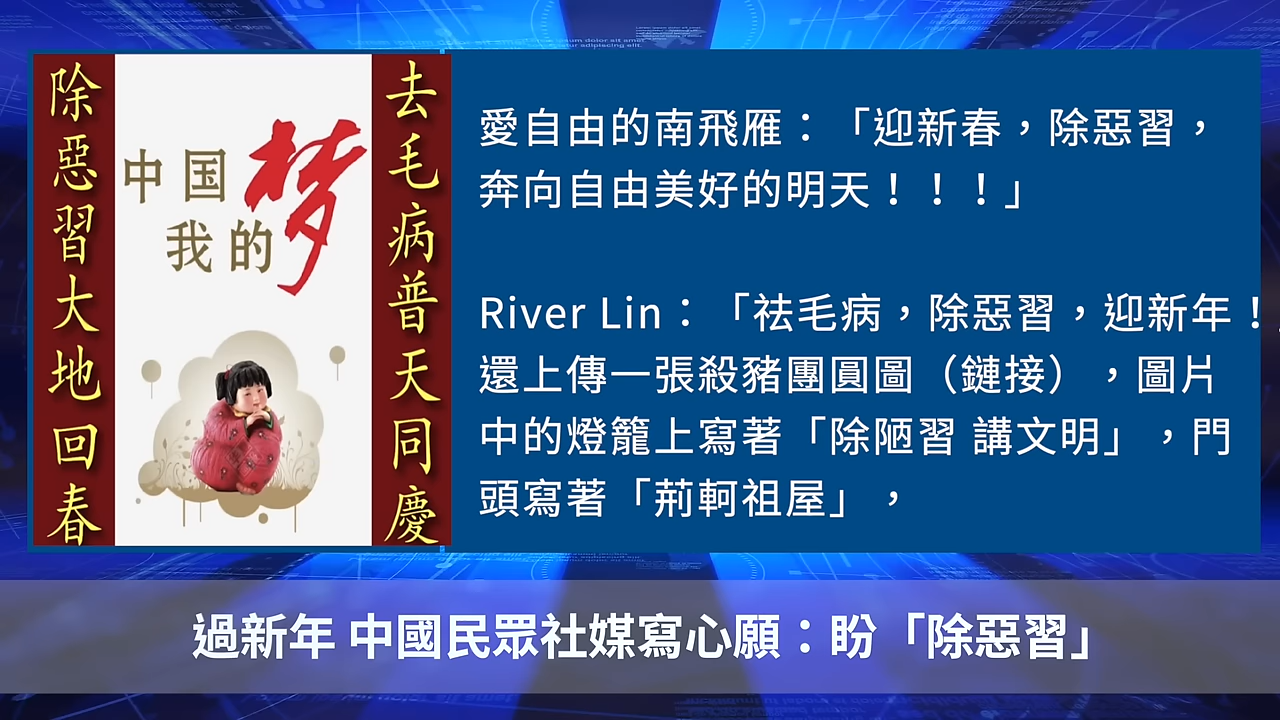 去毛病普天同慶
除惡習大地回春
中国梦
我的
愛自由的南飛雁：「迎新春，除惡習，
奔向自由美好的明天！！！」
River Lin：「祛毛病，除惡習，迎新年！
還上傳一張殺豬團圓圖（鏈接），圖片
中的燈籠上寫著「除陋習 講文明」，門
頭寫著「荊軻祖屋」，
過新年 中國民眾社媒寫心願：盼「除惡習」